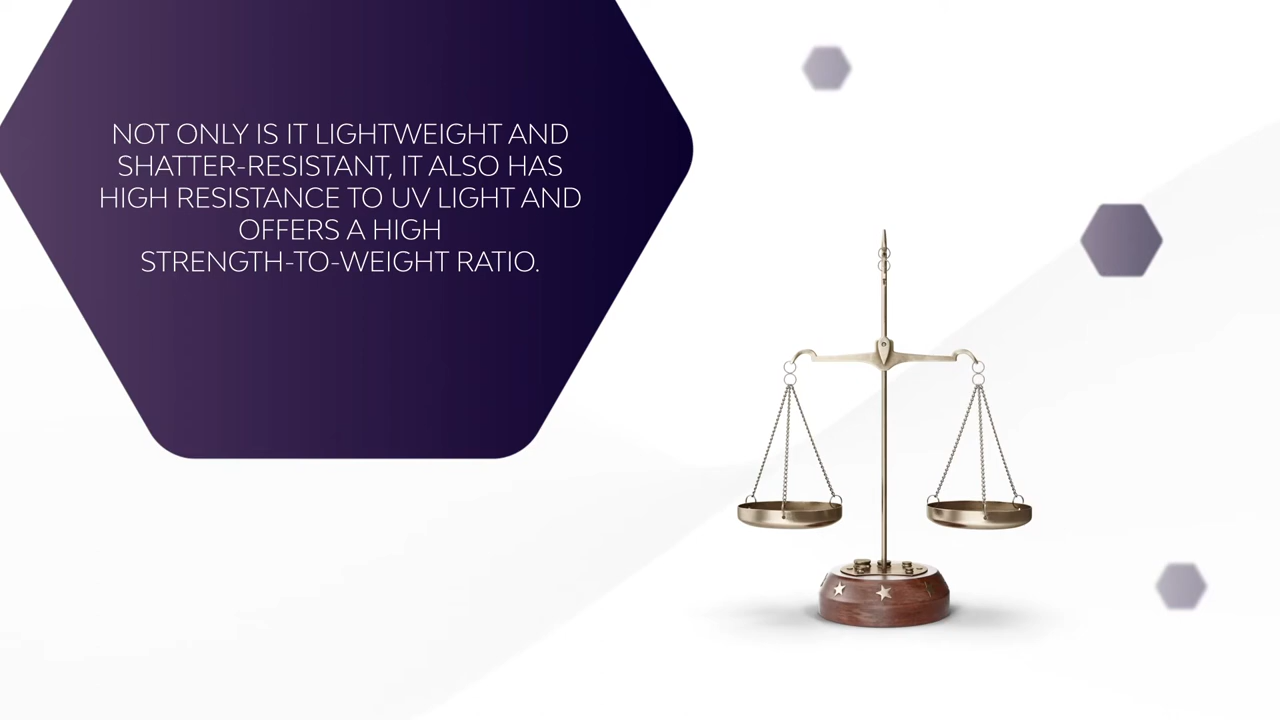 NOT ONLY IS IT LIGHTWEIGHT AND
SHATTER-RESISTANT, IT ALSO HAS
HIGH RESISTANCE TO UV LIGHT AND
OFFERS A HIGH
STRENGTH-TO-WEIGHT RATIO.